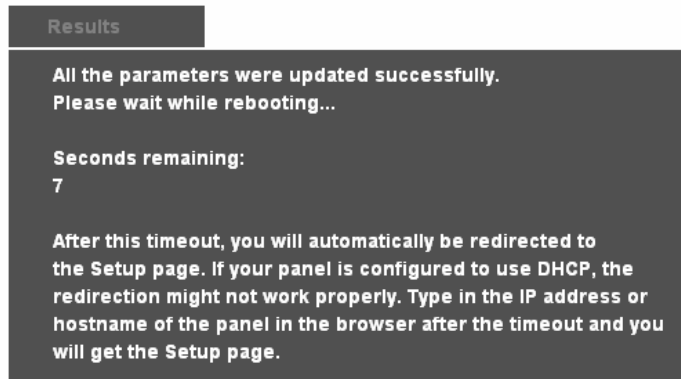 Results
All the parameters were updated successfully.
Please wait while rebooting...
Seconds remaining:
7
After this timeout, you will automatically be redirected to
the Setup page. If your panel is configured to use DHCP, the
redirection might not work properly. Type in the IP address or
hostname of the panel in the browser after the timeout and you
will get the Setup page.